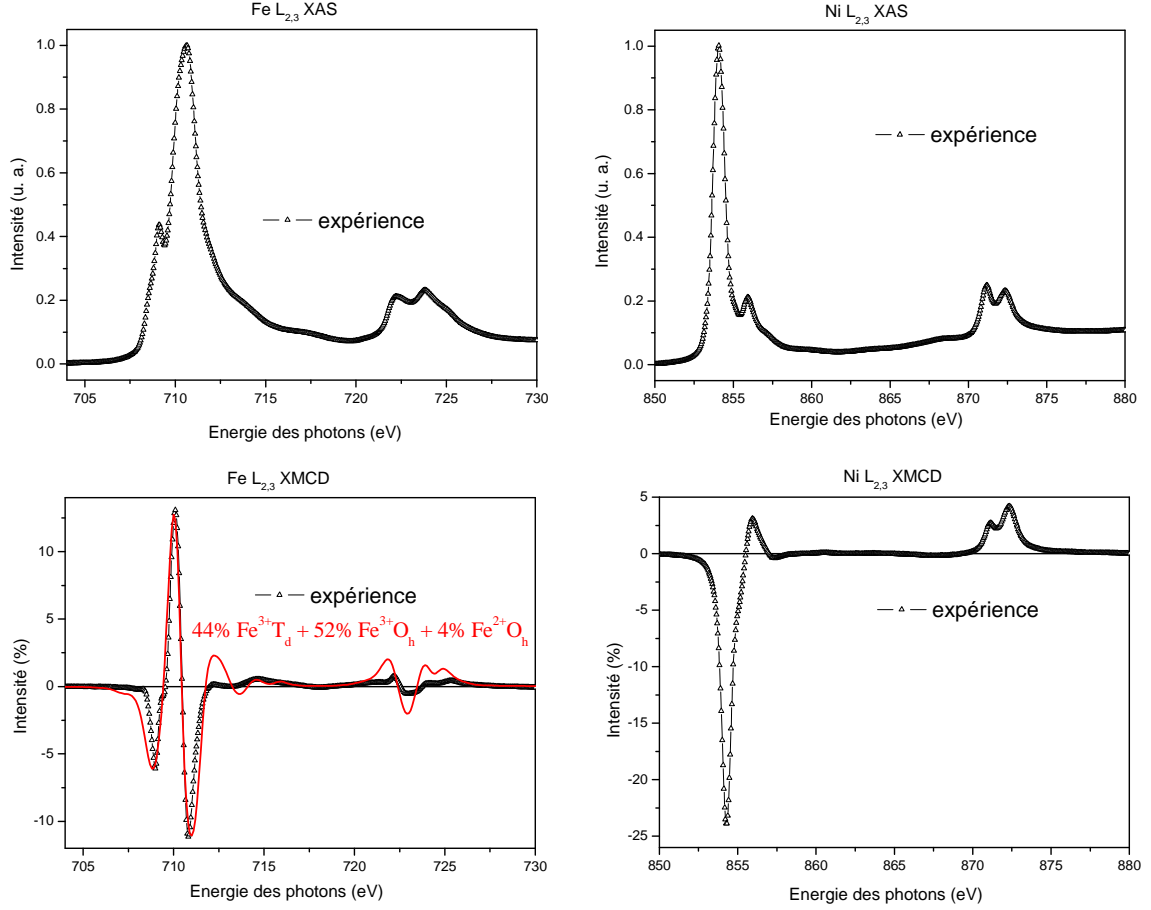 Fe L2,3 XAS
Intensité (u. a.)
1.0
0.8
0.6
0.4
0.2
0.0
expérience
705 710 715 720 725 730
Energie des photons (eV)
Ni L2,3 XAS
Intensité (u. a.)
1.0
0.8
0.6
0.4
0.2
0.0
expérience
850 855 860 865 870 875 880
Energie des photons (eV)
Fe L2,3 XMCD
Intensité (%)
10
5
0
-5
-10
expérience
44% Fe3+Td + 52% Fe3+Oh + 4% Fe2+Oh
705 710 715 720 725 730
Energie des photons (eV)
Ni L2,3 XMCD
Intensité (%)
5
0
-5
-10
-15
-20
-25
expérience
850 855 860 865 870 875 880
Energie des photons (eV)